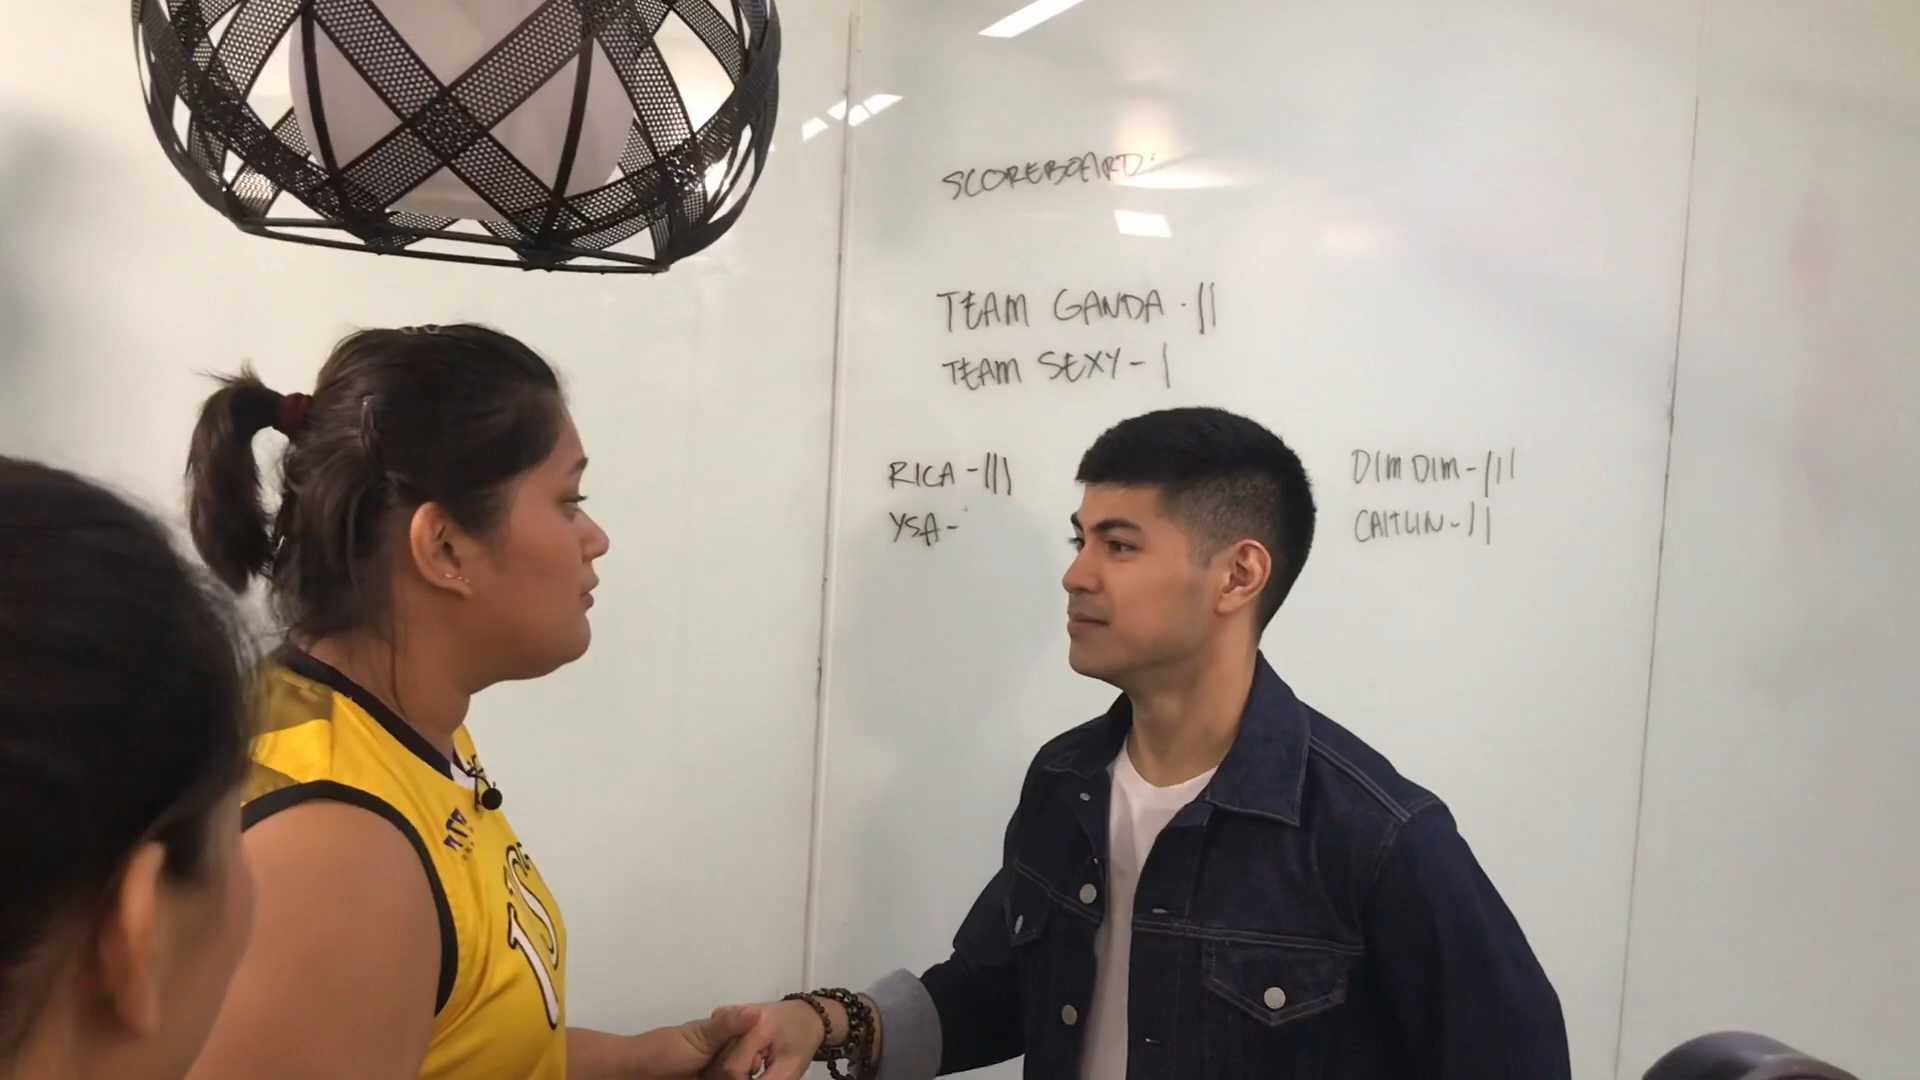 SCOREBOARD:
TEAM GANDA - ||
TEAM SEXY - |
RICA - |||
YSA -
DIM DIM - |||
CAITLIN - ||